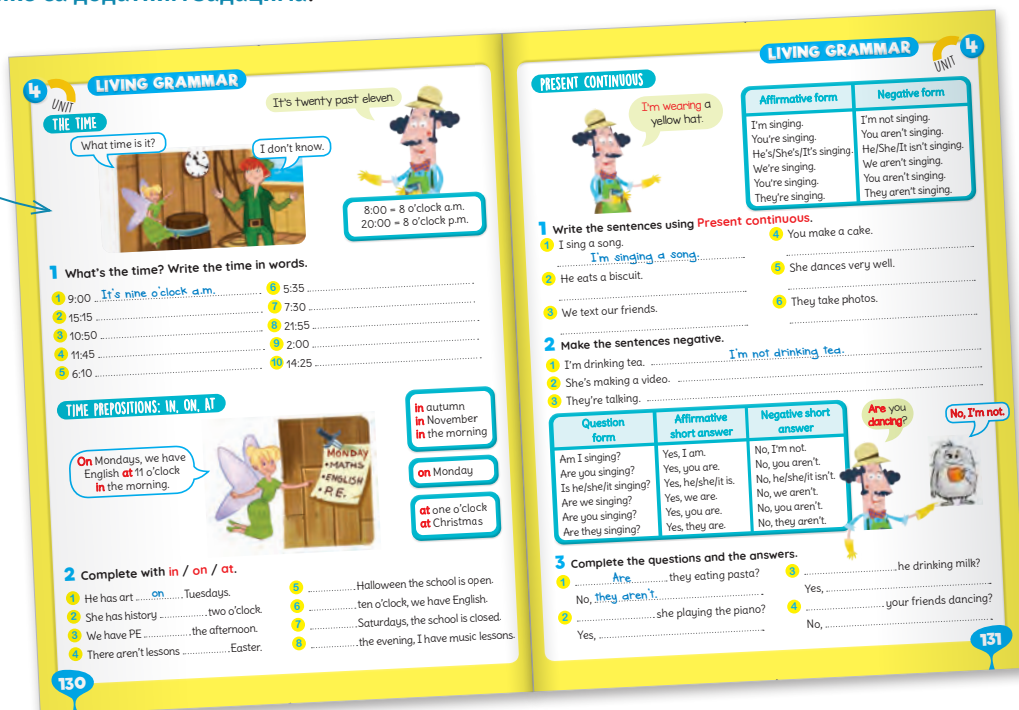 са додатним задацима.
4
UNIT
LIVING GRAMMAR
THE TIME
What time is it?
I don't know.
It's twenty past eleven.
8:00 = 8 o'clock a.m.
20:00 = 8 o'clock p.m.
1 What's the time? Write the time in words.
1 9:00 It's nine o'clock a.m.
2 15:15
3 10:50
4 11:45
5 6:10
6 5:35
7 7:30
8 21:55
9 2:00
10 14:25
TIME PREPOSITIONS: IN, ON, AT
On Mondays, we have
English at 11 o'clock
in the morning.
MONDAY
•MATHS
•ENGLISH
•P.E.
in autumn
in November
in the morning
on Monday
at one o'clock
at Christmas
2 Complete with in / on / at.
1 He has art on Tuesdays.
2 She has history two o'clock.
3 We have PE the afternoon.
4 There aren't lessons Easter.
5 Halloween the school is open.
6 ten o'clock, we have English.
7 Saturdays, the school is closed.
8 the evening, I have music lessons.
130
LIVING GRAMMAR
UNIT
4
PRESENT CONTINUOUS
I'm wearing a
yellow hat.
Affirmative form
I'm singing.
You're singing.
He's/She's/It's singing.
We're singing.
You're singing.
They're singing.
Negative form
I'm not singing.
You aren't singing.
He/She/It isn't singing.
We aren't singing.
You aren't singing.
They aren't singing.
1 Write the sentences using Present continuous.
1 I sing a song.
I'm singing a song.
2 He eats a biscuit.
3 We text our friends.
4 You make a cake.
5 She dances very well.
6 They take photos.
2 Make the sentences negative.
1 I'm drinking tea. I'm not drinking tea.
2 She's making a video.
3 They're talking.
Question
form
Am I singing?
Are you singing?
Is he/she/it singing?
Are we singing?
Are you singing?
Are they singing?
Affirmative
short answer
Yes, I am.
Yes, you are.
Yes, he/she/it is.
Yes, we are.
Yes, you are.
Yes, they are.
Negative short
answer
No, I'm not.
No, you aren't.
No, he/she/it isn't.
No, we aren't.
No, you aren't.
No, they aren't.
Are you
dancing?
No, I'm not.
3 Complete the questions and the answers.
1 Are they eating pasta?
No, they aren't.
2 she playing the piano?
Yes,
3 he drinking milk?
Yes,
4 your friends dancing?
No,
131